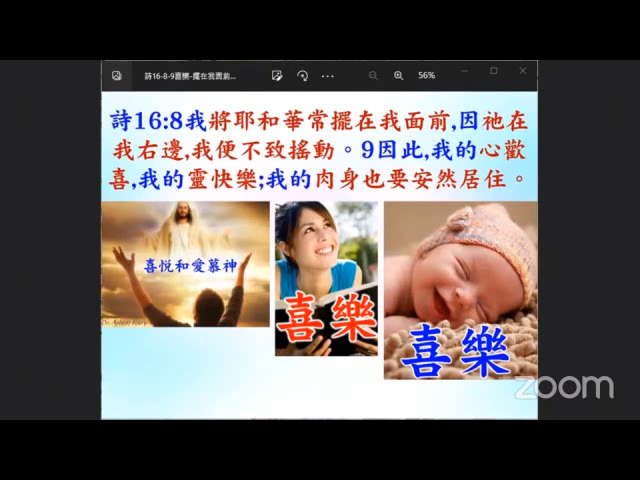 詩16-8-9喜樂-擺在我面前...
56%
詩16:8我將耶和華常擺在我面前,因祂在
我右邊,我便不致搖動。9因此,我的心歡
喜,我的靈快樂;我的肉身也要安然居住。
喜悅和愛慕神
喜樂
喜樂
zoom